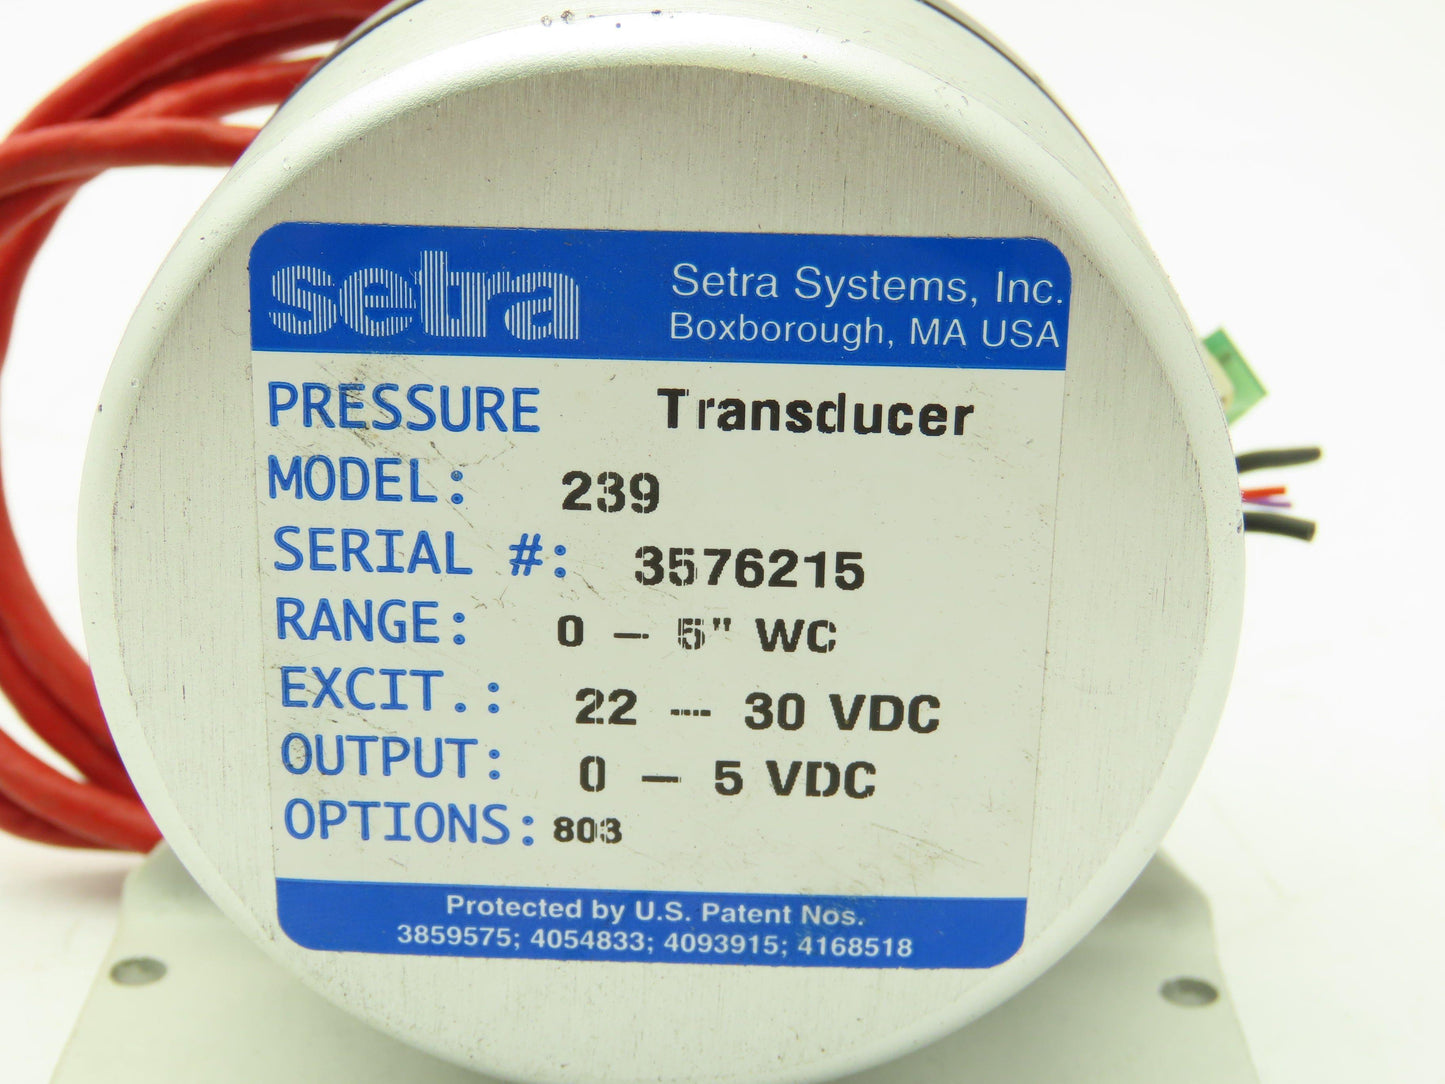 setra
Setra Systems, Inc.
Boxborough, MA USA
PRESSURE Transducer
MODEL: 239
SERIAL #: 3576215
RANGE: 0 - 5" WC
EXCIT.: 22 - 30 VDC
OUTPUT: 0 - 5 VDC
OPTIONS: 803
Protected by U.S. Patent Nos.
3859575; 4054833; 4093915; 4168518